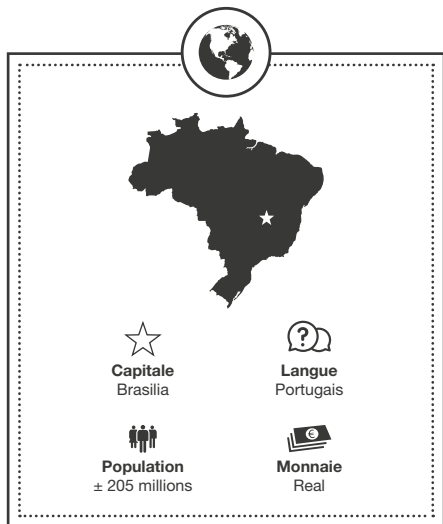 Capitale
Brasilia
Langue
Portugais
Population
± 205 millions
Monnaie
Real